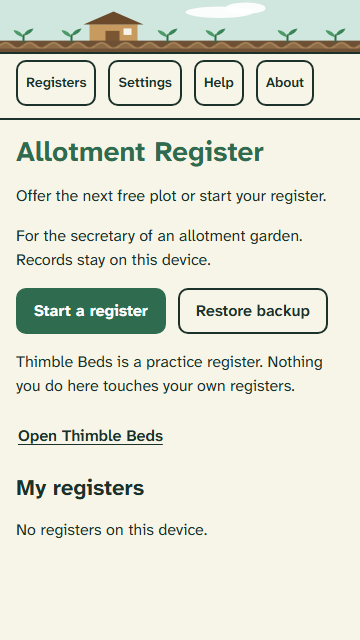 Registers
Settings
Help
About
Allotment Register
Offer the next free plot or start your register.
For the secretary of an allotment garden.
Records stay on this device.
Start a register
Restore backup
Thimble Beds is a practice register. Nothing
you do here touches your own registers.
Open Thimble Beds
My registers
No registers on this device.